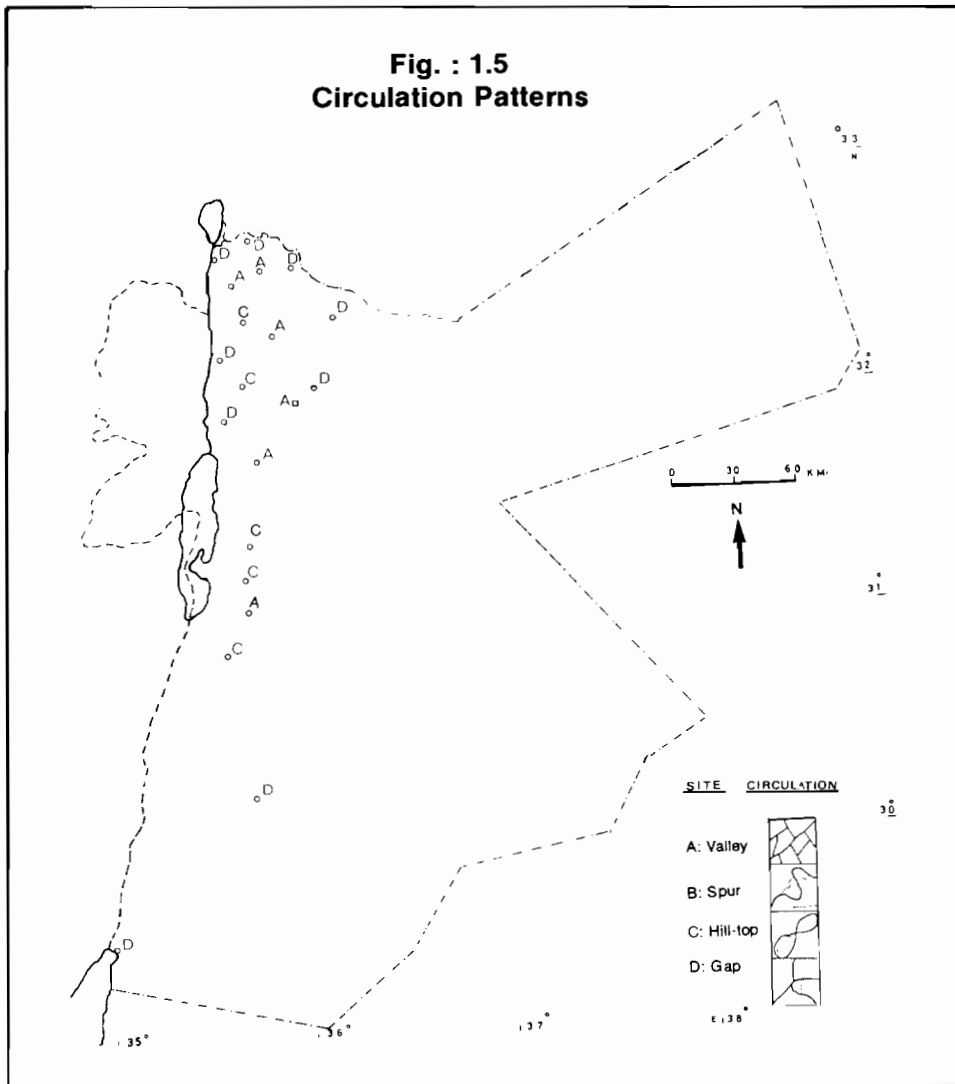 Fig. : 1.5
Circulation Patterns
33°
N
D
D
A
D
A
C
A
D
D
32°
C
D
A
D
A
0 30 60 KM.
N
C
C
31°
A
C
D
SITE CIRCULATION
30°
A: Valley
B: Spur
C: Hill-top
D: Gap
D
35° 36° 37° E 38°